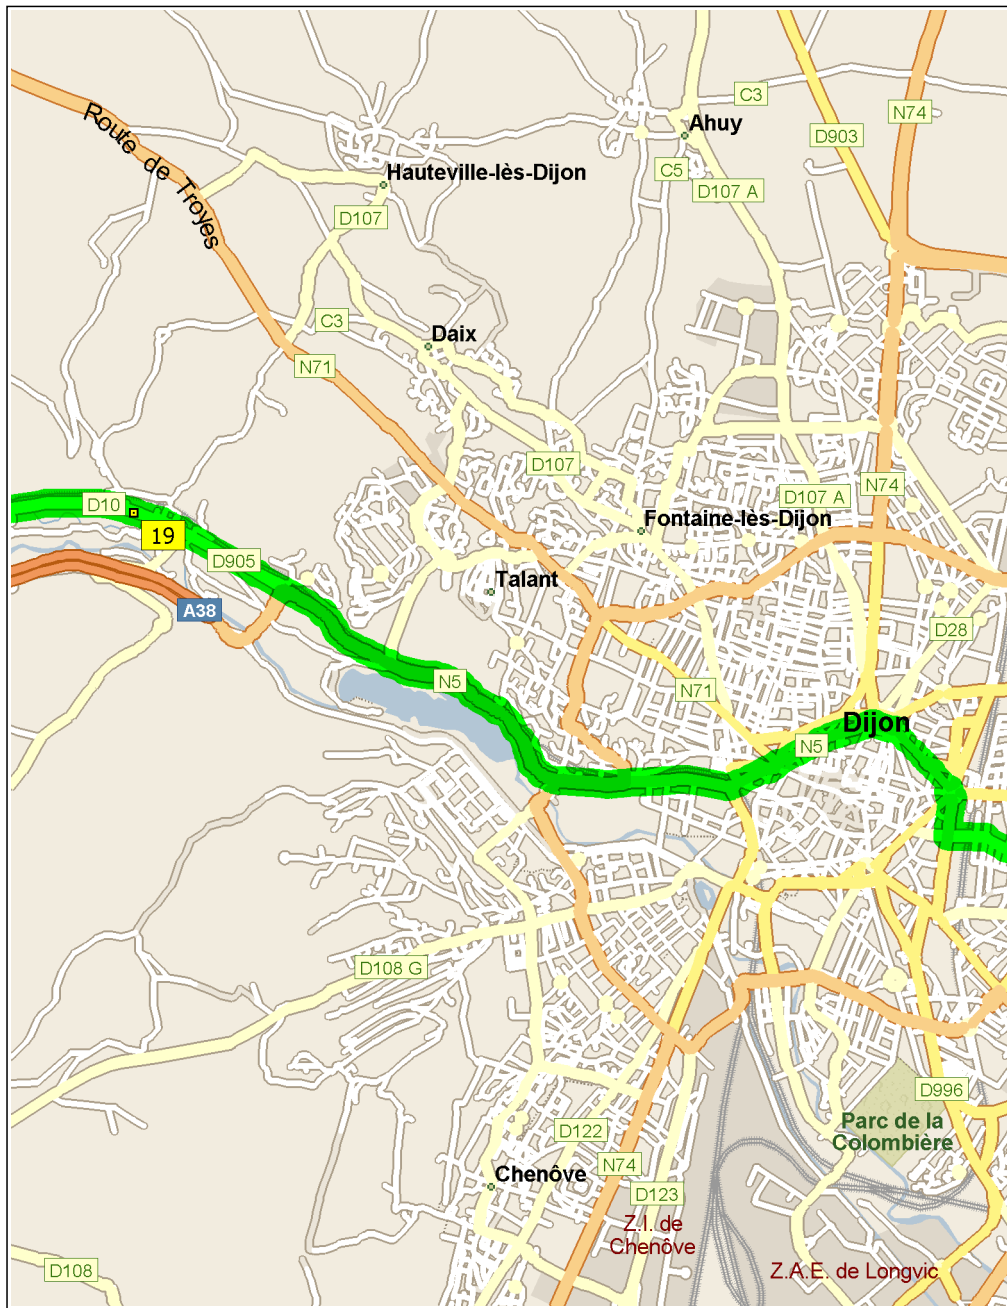 C3
N74
Ahuy
D903
Route de Troyes
Hauteville-lès-Dijon
C5
D107 A
D107
C3
Daix
N71
D107
N74
D107 A
D10
Fontaine-les-Dijon
19
D905
Talant
A38
D28
N5
N71
Dijon
N5
D108 G
D996
Parc de la
Colombière
D122
N74
Chenôve
D123
Z.I. de
Chenôve
D108
Z.A.E. de Longvic